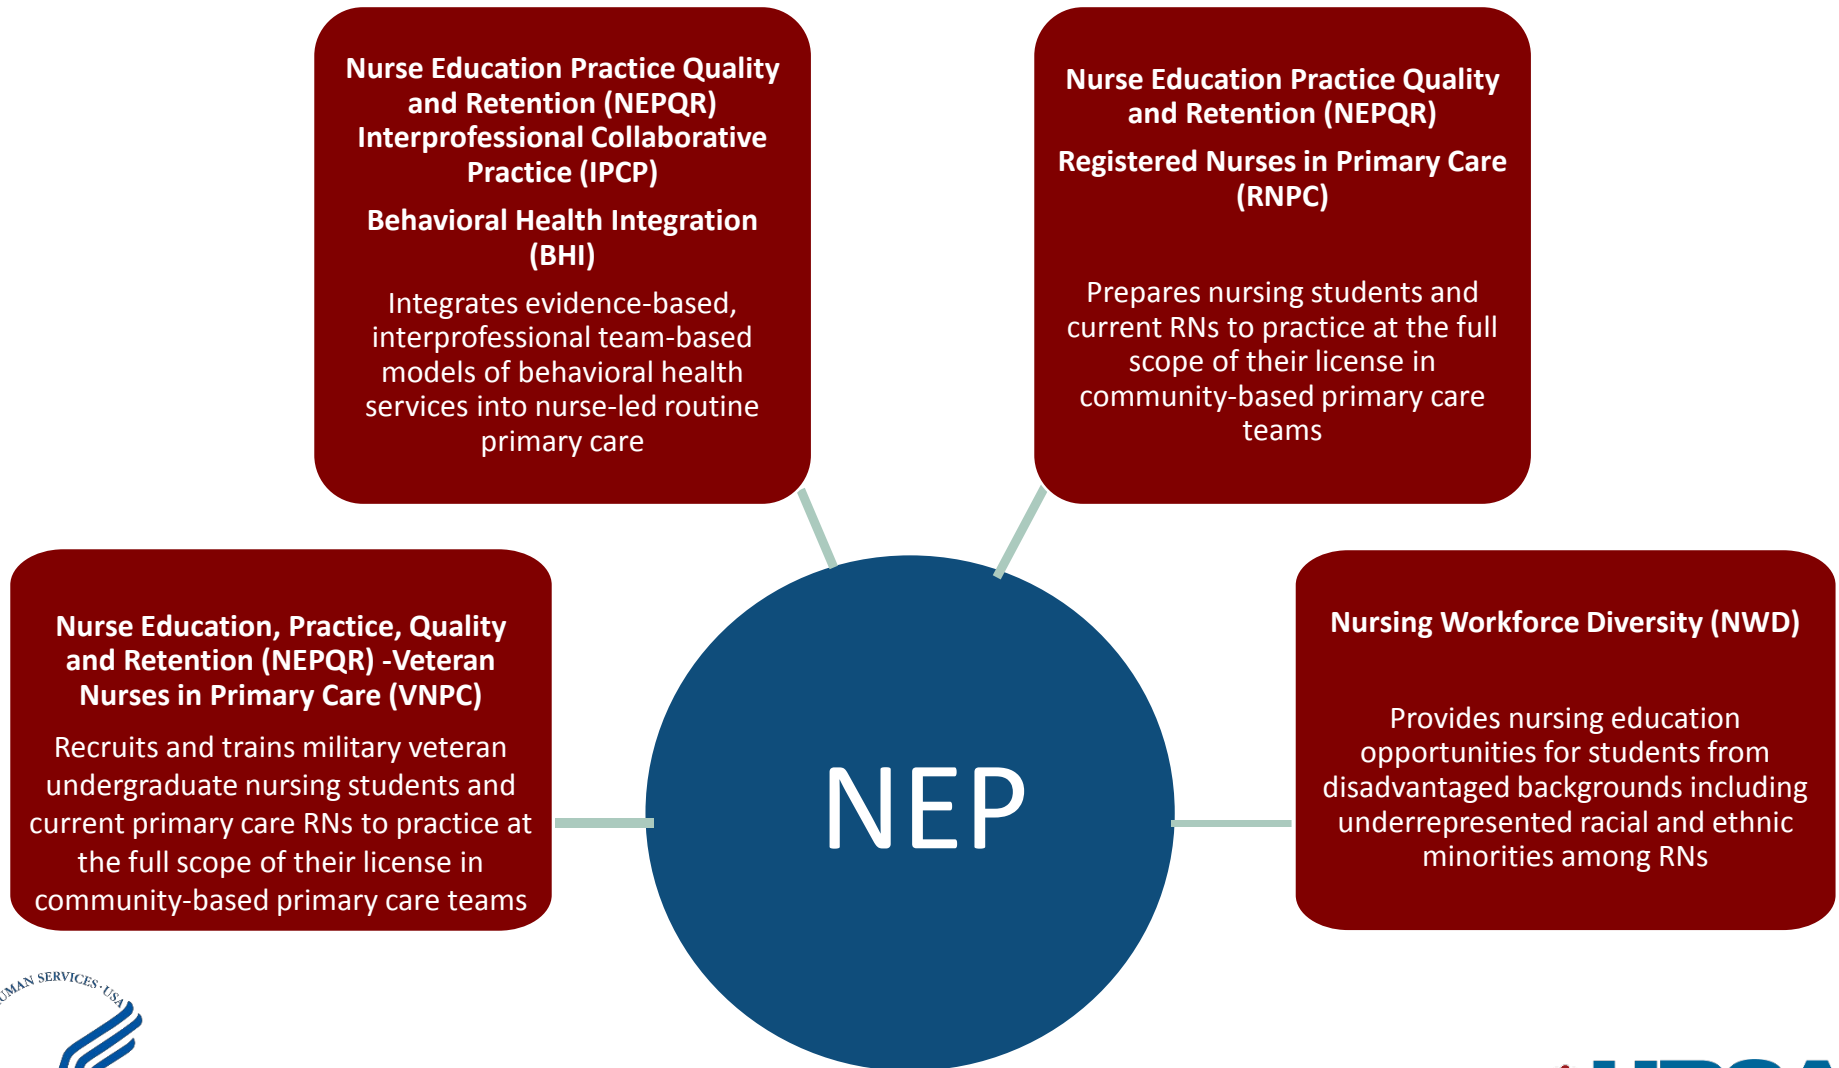 Nurse Education Practice Quality
and Retention (NEPQR)
Interprofessional Collaborative
Practice (IPCP)
Behavioral Health Integration
(BHI)
Integrates evidence-based,
interprofessional team-based
models of behavioral health
services into nurse-led routine
primary care
Nurse Education Practice Quality
and Retention (NEPQR)
Registered Nurses in Primary Care
(RNPC)
Prepares nursing students and
current RNs to practice at the full
scope of their license in
community-based primary care
teams
Nurse Education, Practice, Quality
and Retention (NEPQR) -Veteran
Nurses in Primary Care (VNPC)
Recruits and trains military veteran
undergraduate nursing students and
current primary care RNs to practice at
the full scope of their license in
community-based primary care teams
NEP
Nursing Workforce Diversity (NWD)
Provides nursing education
opportunities for students from
disadvantaged backgrounds including
underrepresented racial and ethnic
minorities among RNs
SERVICES·USA